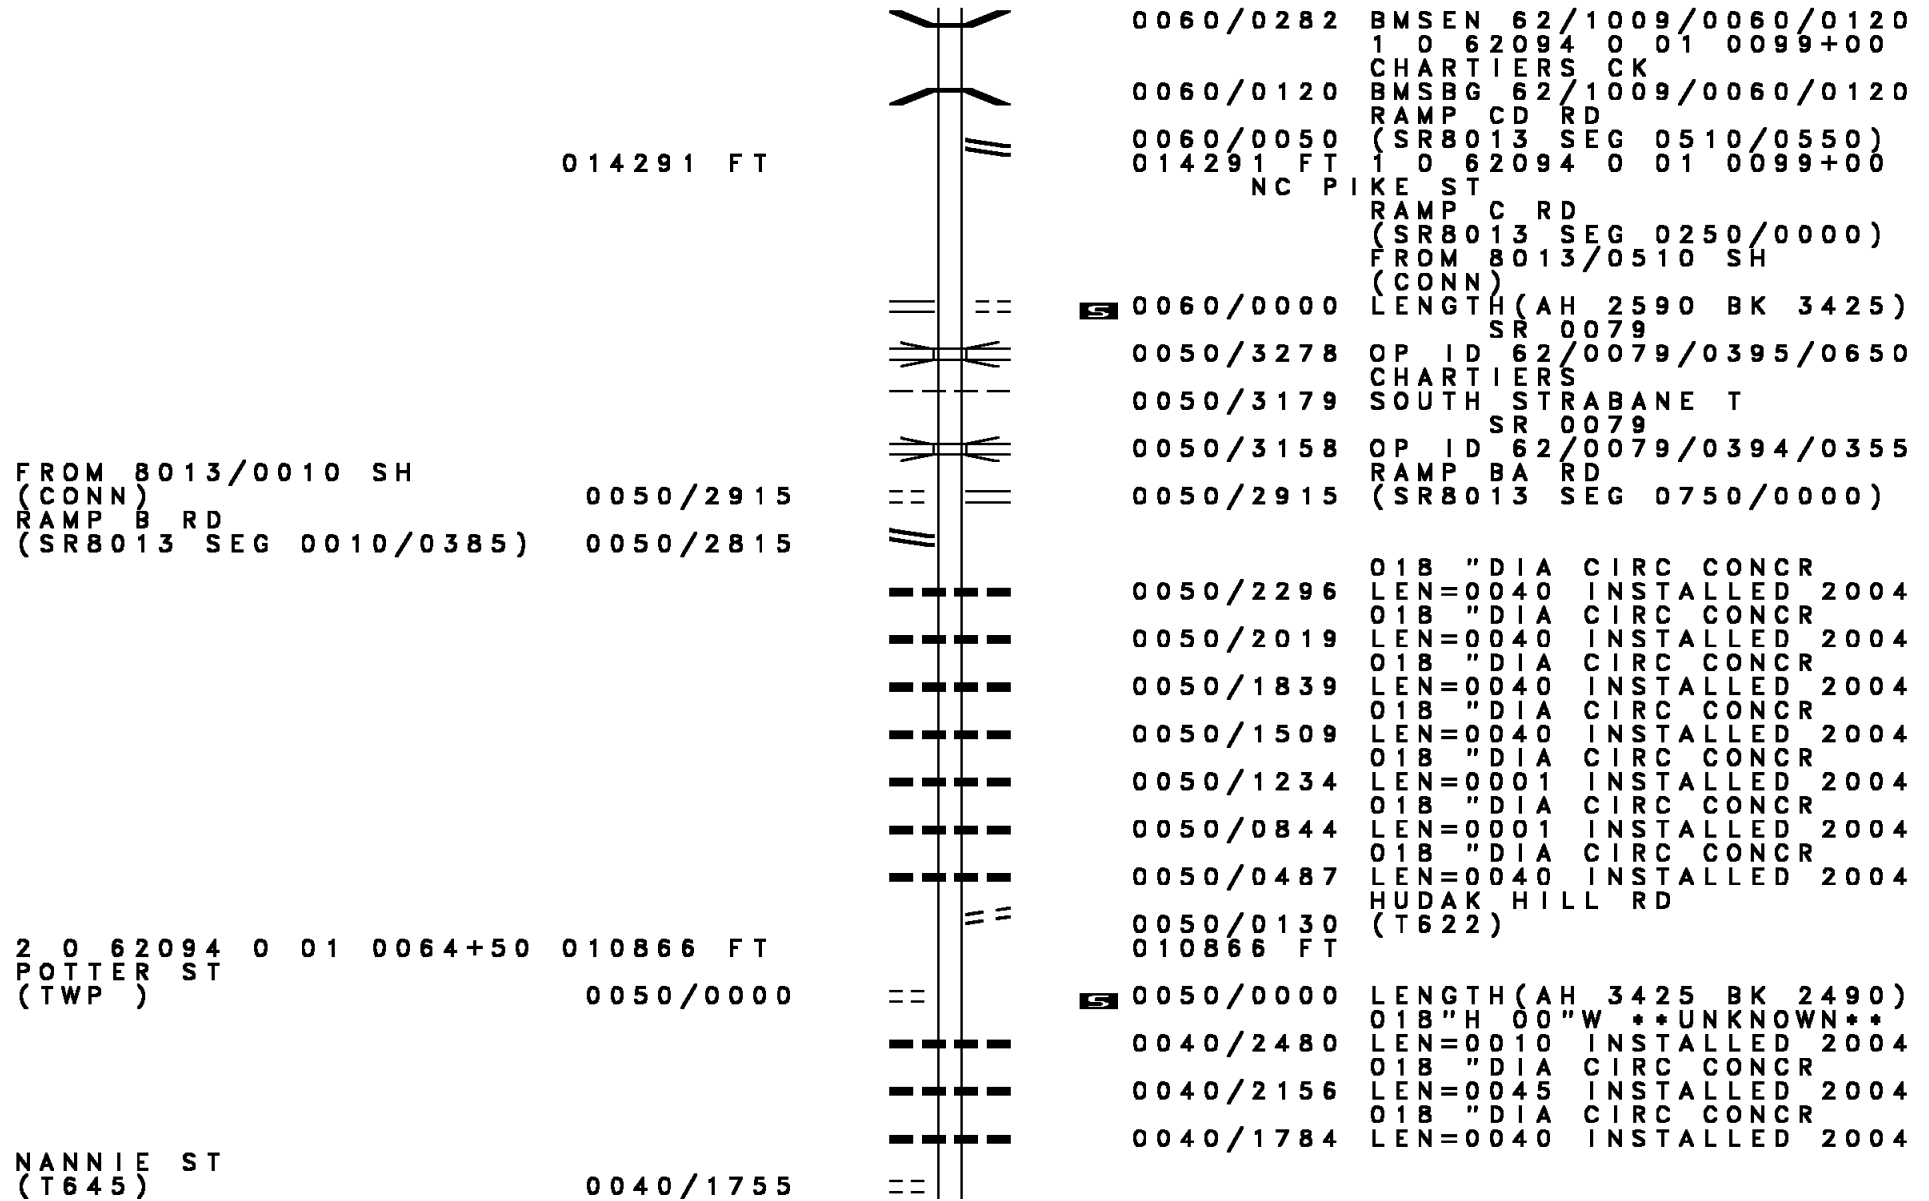 0060/0282 BMSEN 62/1009/0060/0120
1 0 62094 0 01 0099+00
CHARTIERS CK
0060/0120 BMSBG 62/1009/0060/0120
RAMP CD RD
0060/0050 (SR8013 SEG 0510/0550)
014291 FT 014291 FT 1 0 62094 0 01 0099+00
NC PIKE ST
RAMP C RD
(SR8013 SEG 0250/0000)
FROM 8013/0510 SH
(CONN)
S 0060/0000 LENGTH(AH 2590 BK 3425)
SR 0079
0050/3278 OP ID 62/0079/0395/0650
CHARTIERS
0050/3179 SOUTH STRABANE T
SR 0079
0050/3158 OP ID 62/0079/0394/0355
FROM 8013/0010 SH RAMP BA RD
(CONN) 0050/2915 0050/2915 (SR8013 SEG 0750/0000)
RAMP B RD
(SR8013 SEG 0010/0385) 0050/2815
018 "DIA CIRC CONCR
0050/2296 LEN=0040 INSTALLED 2004
018 "DIA CIRC CONCR
0050/2019 LEN=0040 INSTALLED 2004
018 "DIA CIRC CONCR
0050/1839 LEN=0040 INSTALLED 2004
018 "DIA CIRC CONCR
0050/1509 LEN=0040 INSTALLED 2004
018 "DIA CIRC CONCR
0050/1234 LEN=0001 INSTALLED 2004
018 "DIA CIRC CONCR
0050/0844 LEN=0001 INSTALLED 2004
018 "DIA CIRC CONCR
0050/0487 LEN=0040 INSTALLED 2004
HUDAK HILL RD
0050/0130 (T622)
2 0 62094 0 01 0064+50 010866 FT 010866 FT
POTTER ST
(TWP ) 0050/0000 S 0050/0000 LENGTH(AH 3425 BK 2490)
018"H 00"W **UNKNOWN**
0040/2480 LEN=0010 INSTALLED 2004
018 "DIA CIRC CONCR
0040/2156 LEN=0045 INSTALLED 2004
018 "DIA CIRC CONCR
0040/1784 LEN=0040 INSTALLED 2004
NANNIE ST
(T645) 0040/1755